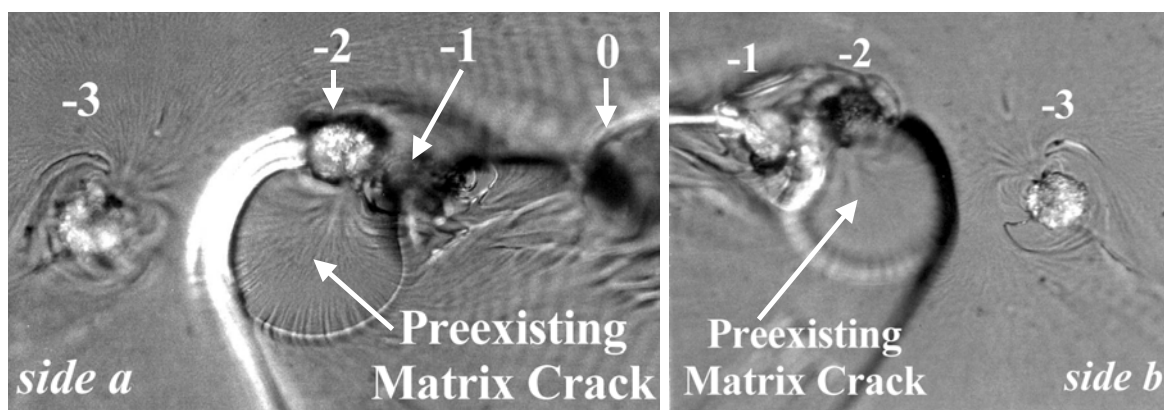 -3
-2
-1
0
Preexisting
Matrix Crack
side a
-1
-2
-3
Preexisting
Matrix Crack
side b